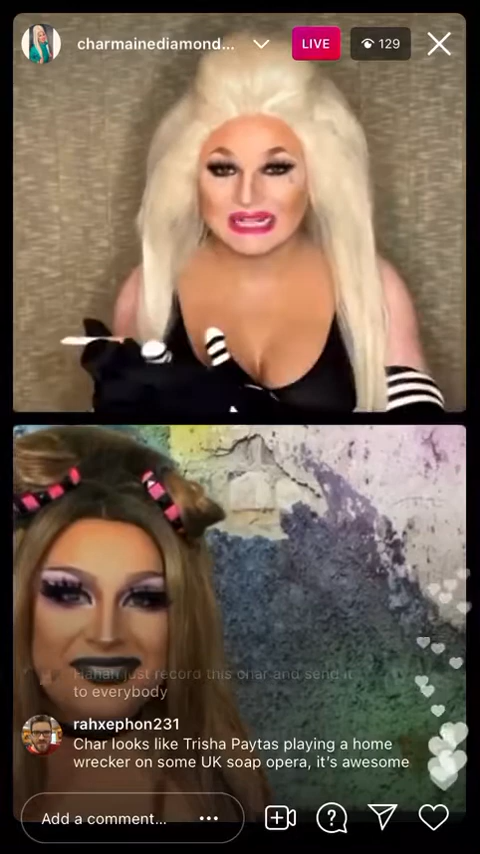 charmainediamond...
LIVE
129
Hahah just record this char and send it
to everybody
rahxephon231
Char looks like Trisha Paytas playing a home
wrecker on some UK soap opera, it's awesome
Add a comment...